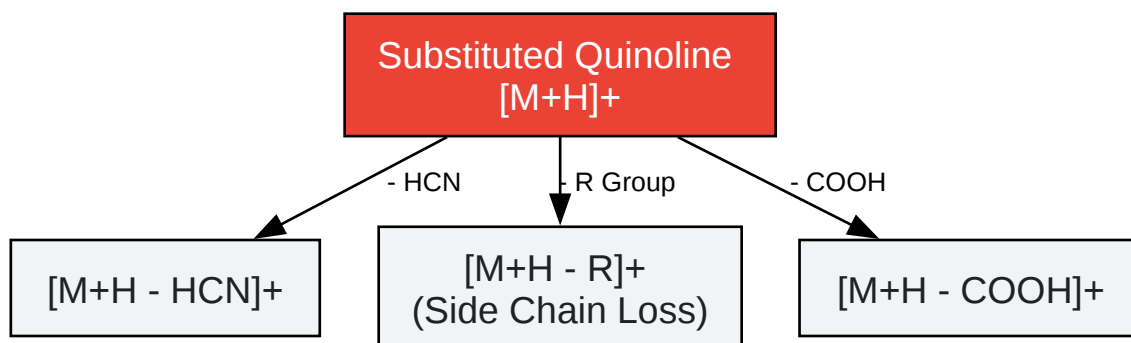 Substituted Quinoline
[M+H]+
- HCN
- R Group
- COOH
[M+H - HCN]+
[M+H - R]+
(Side Chain Loss)
[M+H - COOH]+